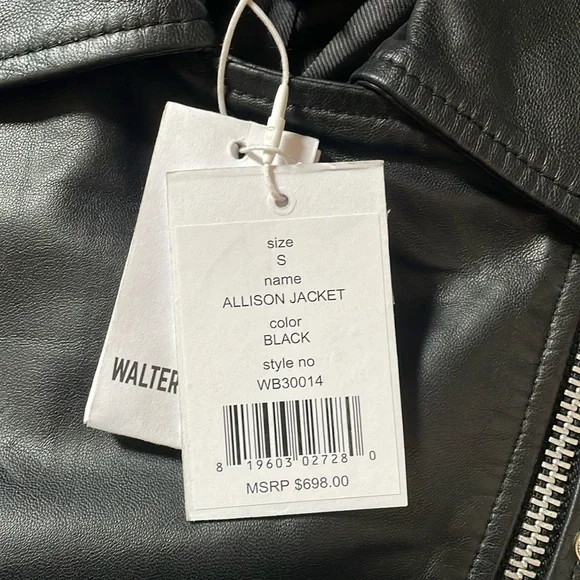 size
S
name
ALLISON JACKET
color
BLACK
style no
WB30014
8 19603 02728 0
MSRP $698.00
WALTER